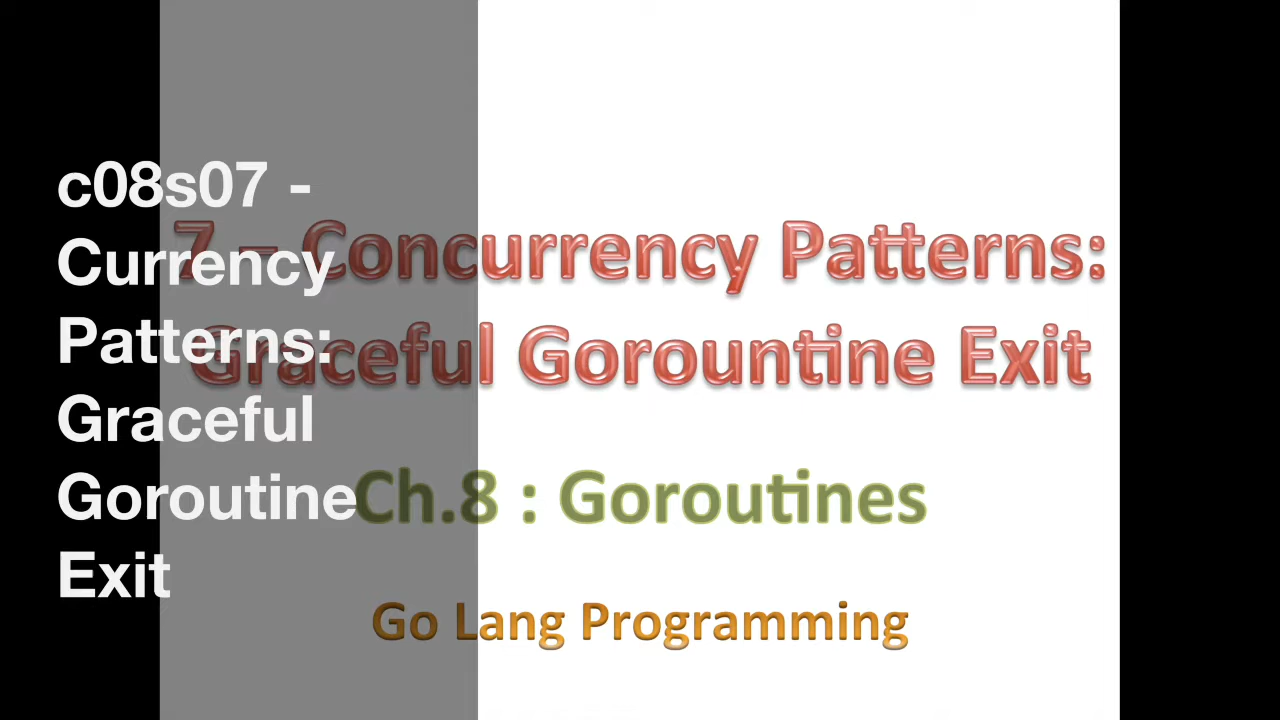 c08s07 -
Currency
Patterns:
Graceful
Goroutine
Exit
7 – Concurrency Patterns:
Graceful Gorountine Exit
Ch.8 : Goroutines
Go Lang Programming